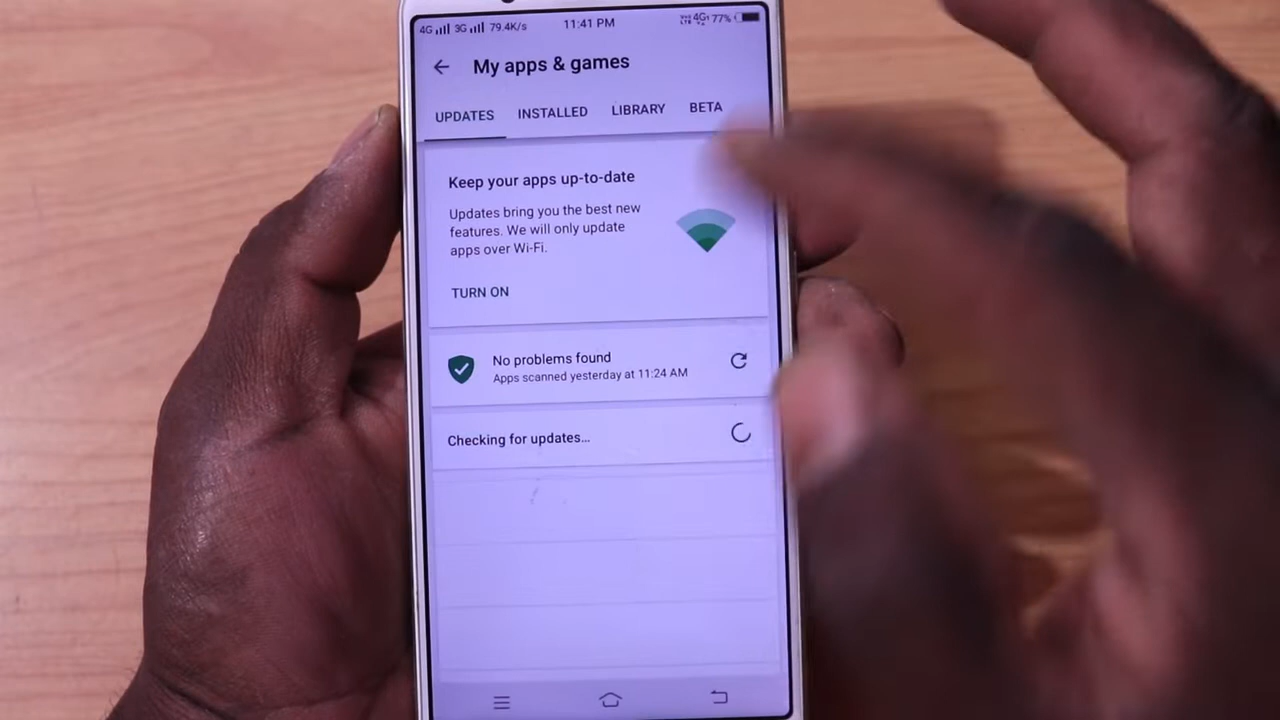 4G 3G 79.4K/s 11:41 PM 4G+ 77%
My apps & games
UPDATES INSTALLED LIBRARY BETA
Keep your apps up-to-date
Updates bring you the best new
features. We will only update
apps over Wi-Fi.
TURN ON
No problems found
Apps scanned yesterday at 11:24 AM
Checking for updates...